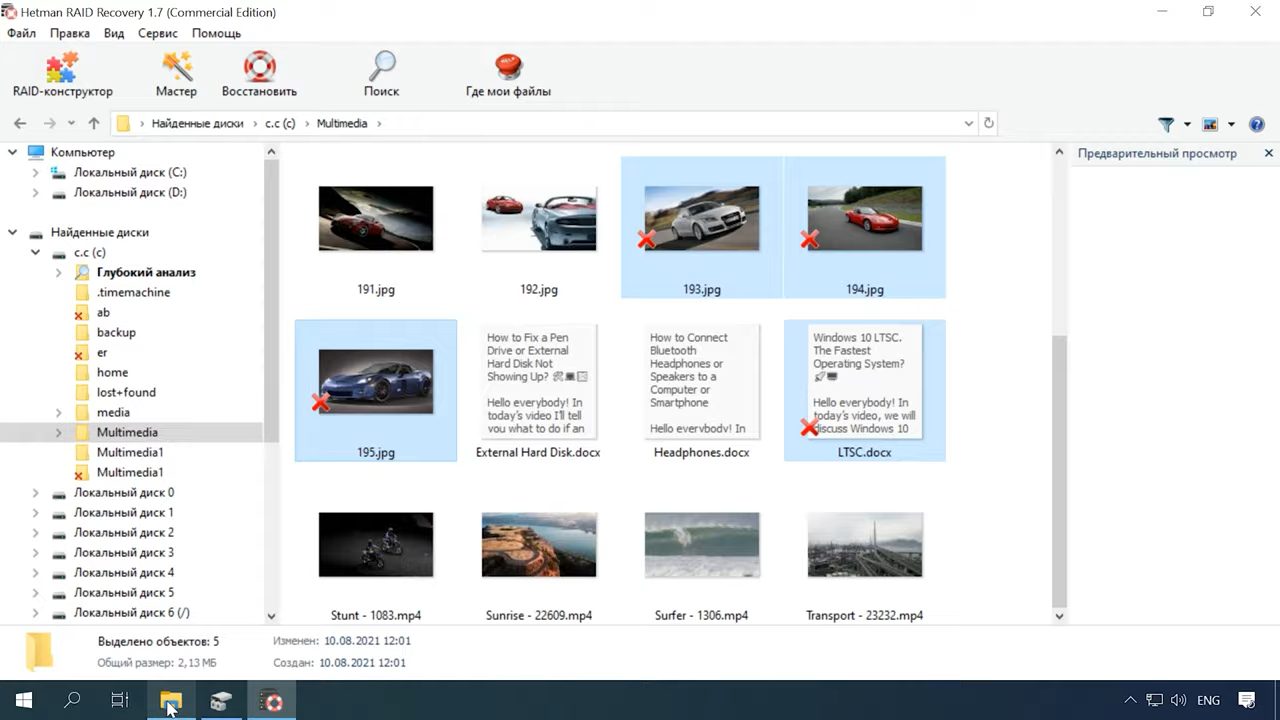 Hetman RAID Recovery 1.7 (Commercial Edition)
Файл Правка Вид Сервис Помощь
RAID-конструктор Мастер Восстановить Поиск Где мои файлы
Найденные диски c.c (c) Multimedia
Компьютер
Локальный диск (C:)
Локальный диск (D:)
Найденные диски
c.c (c)
Глубокий анализ
.timemachine
ab
backup
er
home
lost+found
media
Multimedia
Multimedia1
Multimedia1
Локальный диск 0
Локальный диск 1
Локальный диск 2
Локальный диск 3
Локальный диск 4
Локальный диск 5
Локальный диск 6 (/)
191.jpg 192.jpg 193.jpg 194.jpg
How to Fix a Pen
Drive or External
Hard Disk Not
Showing Up?
Hello everybody! In
today's video I'll tell
you what to do if an
How to Connect
Bluetooth
Headphones or
Speakers to a
Computer or
Smartphone
Hello everybody! In
Windows 10 LTSC.
The Fastest
Operating System?
Hello everybody! In
today's video, we will
discuss Windows 10
195.jpg External Hard Disk.docx Headphones.docx LTSC.docx
Stunt - 1083.mp4 Sunrise - 22609.mp4 Surfer - 1306.mp4 Transport - 23232.mp4
Предварительный просмотр
Выделено объектов: 5 Изменен: 10.08.2021 12:01
Общий размер: 2,13 МБ Создан: 10.08.2021 12:01
ENG